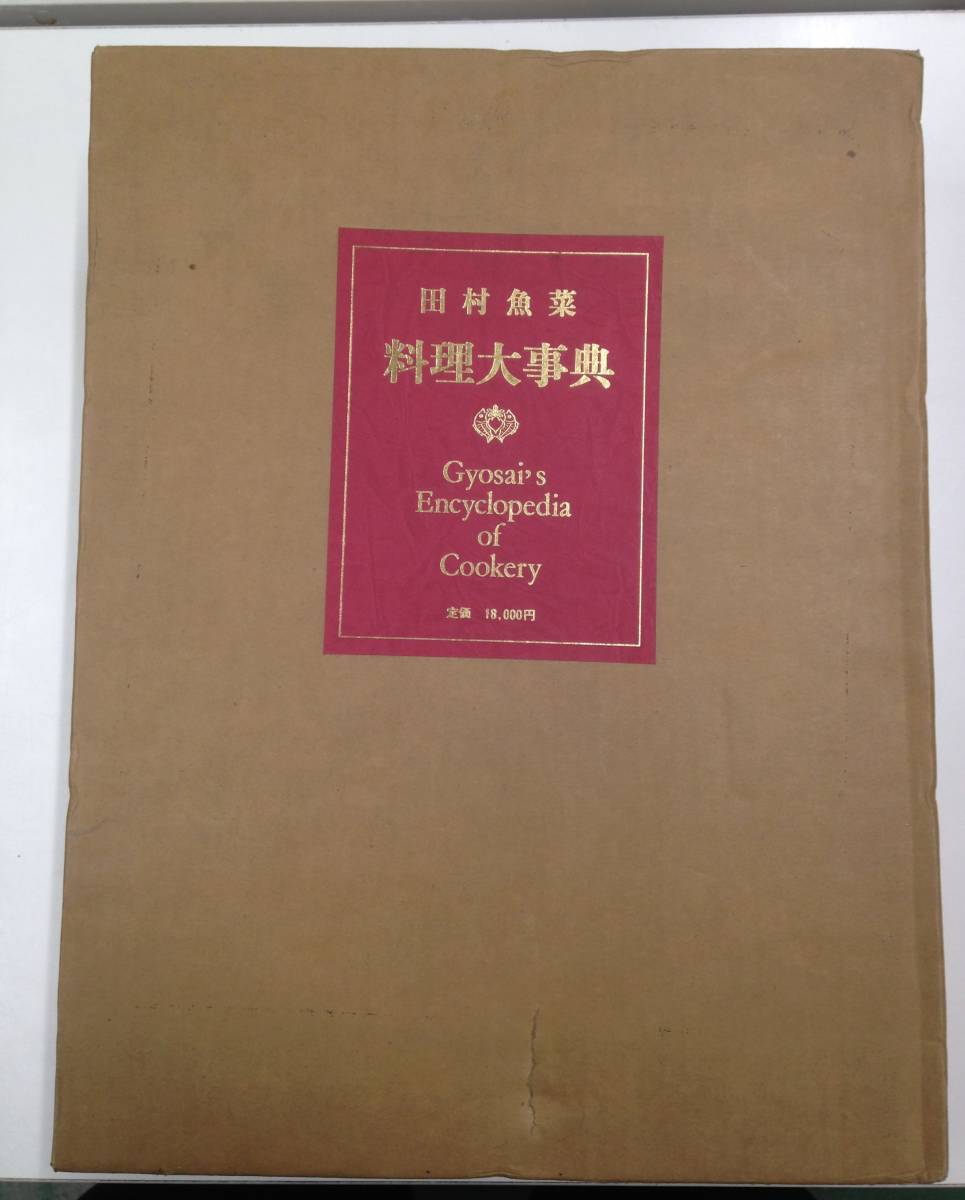 田村魚菜
料理大事典
Gyosai's
Encyclopedia
of
Cookery
定価 18,000円